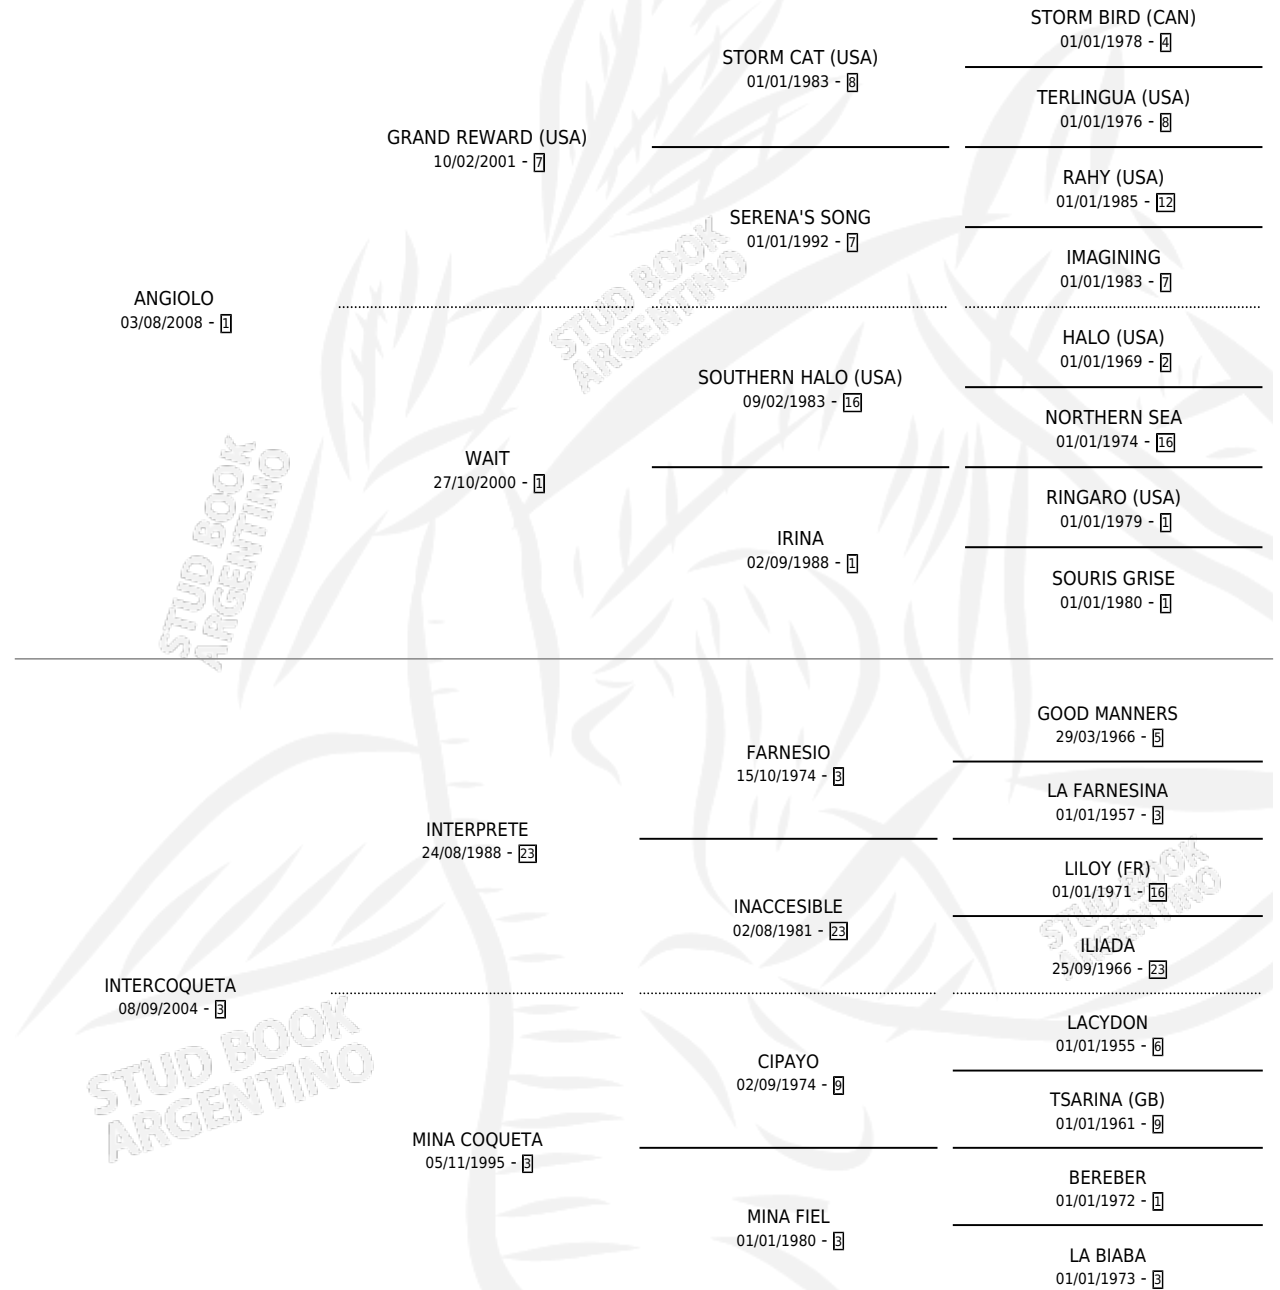 STORM BIRD (CAN)
01/01/1978 - 4
STORM CAT (USA)
01/01/1983 - 8
TERLINGUA (USA)
01/01/1976 - 8
GRAND REWARD (USA)
10/02/2001 - 7
RAHY (USA)
01/01/1985 - 12
SERENA'S SONG
01/01/1992 - 7
IMAGINING
01/01/1983 - 7
ANGIOLO
03/08/2008 - 1
HALO (USA)
01/01/1969 - 2
SOUTHERN HALO (USA)
09/02/1983 - 16
NORTHERN SEA
01/01/1974 - 16
WAIT
27/10/2000 - 1
RINGARO (USA)
01/01/1979 - 1
IRINA
02/09/1988 - 1
SOURIS GRISE
01/01/1980 - 1
STUD BOOK
ARGENTINO
STUD BOOK
ARGENTINO
GOOD MANNERS
29/03/1966 - 5
FARNESIO
15/10/1974 - 3
LA FARNESINA
01/01/1957 - 3
INTERPRETE
24/08/1988 - 23
LILOY (FR)
01/01/1971 - 16
INACCESIBLE
02/08/1981 - 23
ILIADA
25/09/1966 - 23
INTERCOQUETA
08/09/2004 - 3
LACYDON
01/01/1955 - 6
CIPAYO
02/09/1974 - 9
TSARINA (GB)
01/01/1961 - 9
MINA COQUETA
05/11/1995 - 3
BEREBER
01/01/1972 - 1
MINA FIEL
01/01/1980 - 3
LA BIABA
01/01/1973 - 3
STUD BOOK
ARGENTINO
STUD BOOK
ARGENTINO